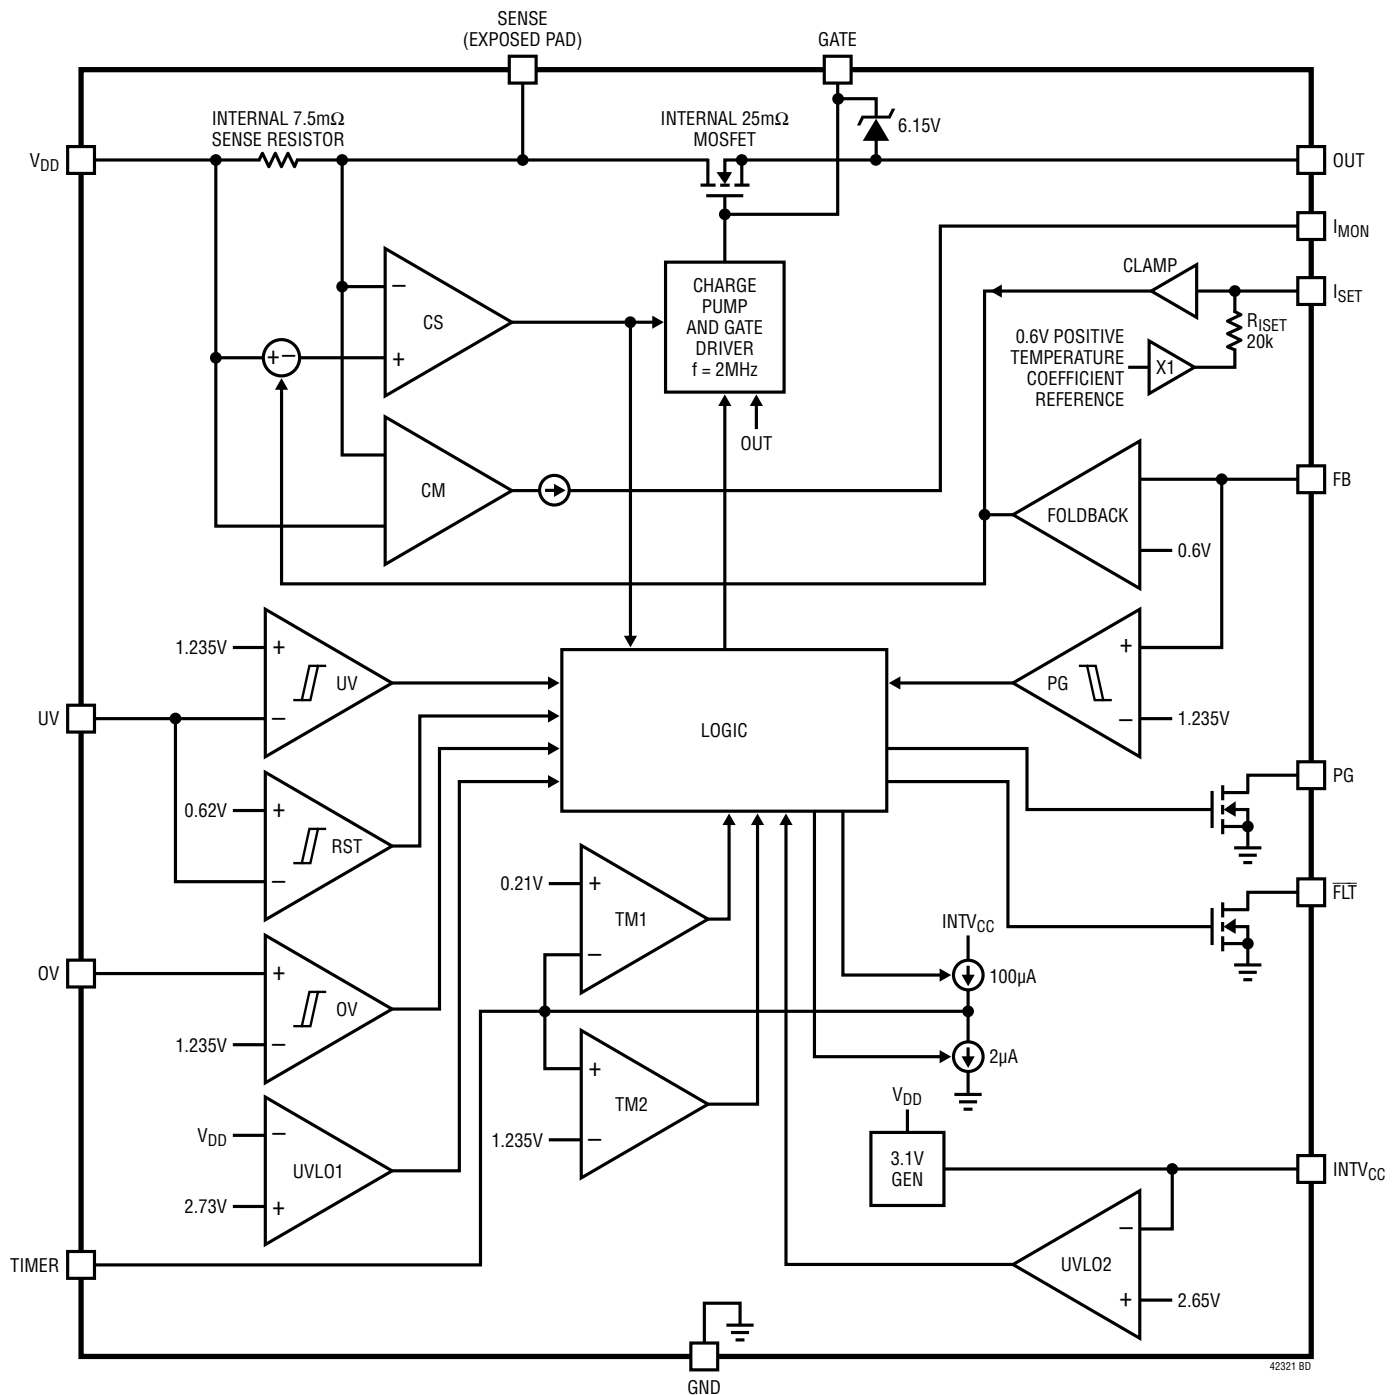 SENSE
(EXPOSED PAD)
GATE
INTERNAL 7.5mΩ
SENSE RESISTOR
INTERNAL 25mΩ
MOSFET
6.15V
VDD
OUT
IMON
CLAMP
ISET
RISET
20k
0.6V POSITIVE
TEMPERATURE
COEFFICIENT
REFERENCE
X1
CHARGE
PUMP
AND GATE
DRIVER
f = 2MHz
OUT
−
CS
+
+−
CM
FOLDBACK
FB
0.6V
1.235V
+
UV
−
UV
LOGIC
+
PG
−
1.235V
PG
0.62V
+
RST
−
FLT
0.21V
+
TM1
−
INTVCC
100µA
2µA
OV
+
OV
1.235V
−
+
TM2
1.235V
−
VDD
−
UVLO1
2.73V
+
VDD
3.1V
GEN
INTVCC
−
UVLO2
+
2.65V
TIMER
GND
42321 BD